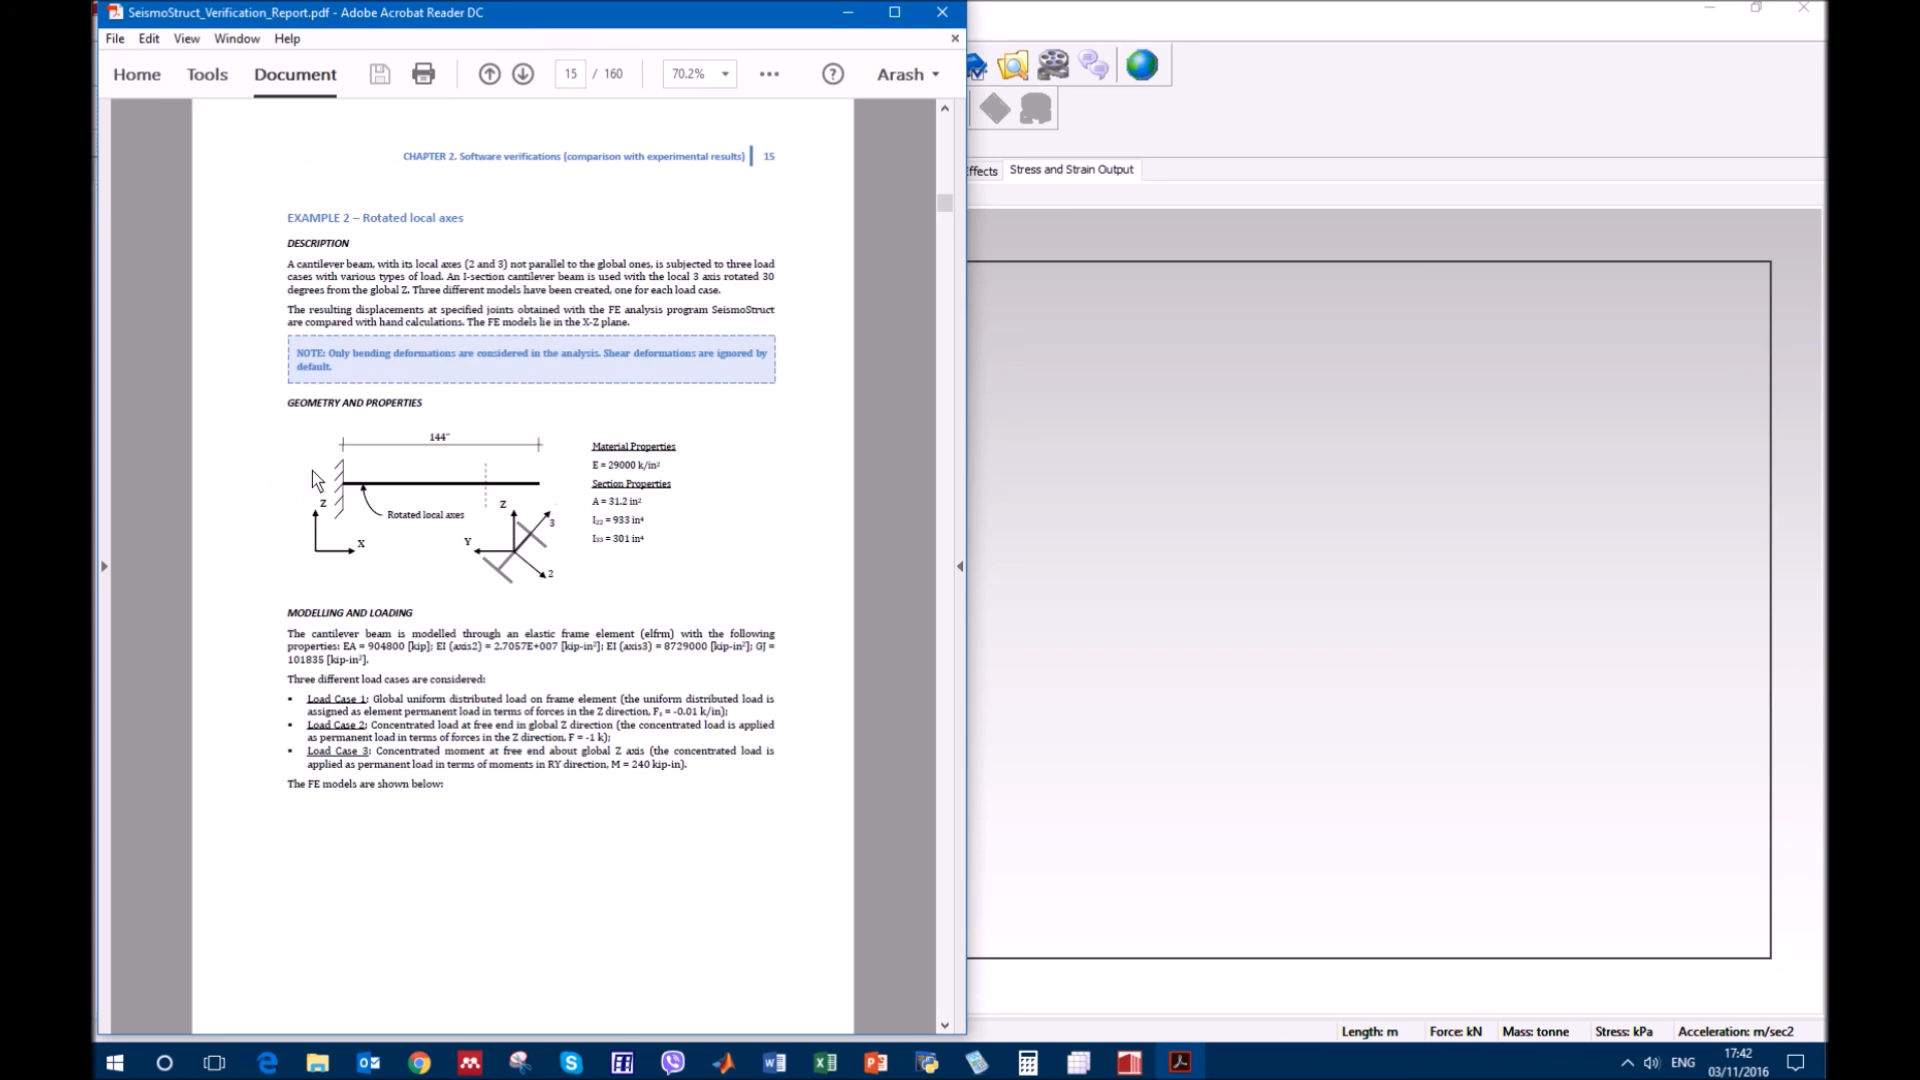 SeismoStruct_Verification_Report.pdf - Adobe Acrobat Reader DC
File Edit View Window Help
Home Tools Document 15 / 160 70.2% Arash
CHAPTER 2. Software verifications (comparison with experimental results) 15
EXAMPLE 2 – Rotated local axes
DESCRIPTION
A cantilever beam, with its local axes (2 and 3) not parallel to the global ones, is subjected to three load
cases with various types of load. An I-section cantilever beam is used with the local 3 axis rotated 30
degrees from the global Z. Three different models have been created, one for each load case.
The resulting displacements at specified joints obtained with the FE analysis program SeismoStruct
are compared with hand calculations. The FE models lie in the X-Z plane.
NOTE: Only bending deformations are considered in the analysis. Shear deformations are ignored by
default.
GEOMETRY AND PROPERTIES
144"
Z
X
Rotated local axes
Z
Y
3
2
Material Properties
E = 29000 k/in²
Section Properties
A = 31.2 in²
I₂₂ = 933 in⁴
I₃₃ = 301 in⁴
MODELLING AND LOADING
The cantilever beam is modelled through an elastic frame element (elfrm) with the following
properties: EA = 904800 [kip]; EI (axis2) = 2.7057E+007 [kip-in²]; EI (axis3) = 8729000 [kip-in²]; GJ =
101835 [kip-in²].
Three different load cases are considered:
▪ Load Case 1: Global uniform distributed load on frame element (the uniform distributed load is
assigned as element permanent load in terms of forces in the Z direction, F₂ = -0.01 k/in);
▪ Load Case 2: Concentrated load at free end in global Z direction (the concentrated load is applied
as permanent load in terms of forces in the Z direction, F = -1 k);
▪ Load Case 3: Concentrated moment at free end about global Z axis (the concentrated load is
applied as permanent load in terms of moments in RY direction, M = 240 kip-in).
The FE models are shown below:
ffects Stress and Strain Output
Length: m Force: kN Mass: tonne Stress: kPa Acceleration: m/sec2
ENG
17:42
03/11/2016